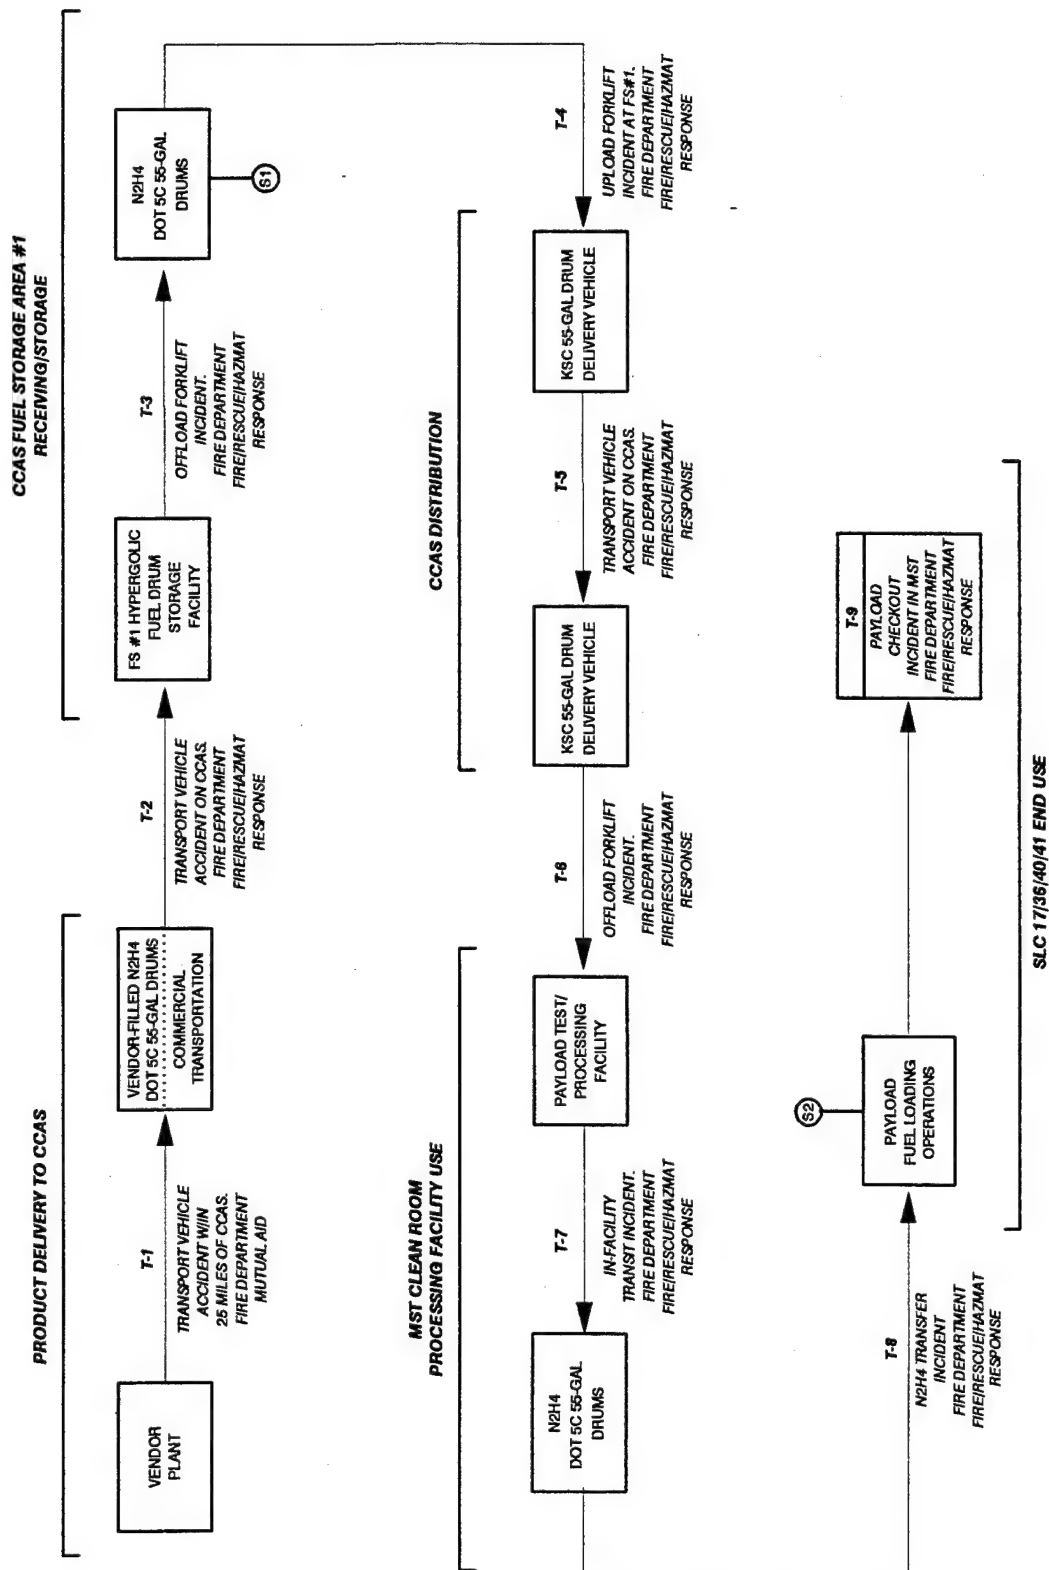 PRODUCT DELIVERY TO CCAS
CCAS FUEL STORAGE AREA #1
RECEIVING/STORAGE
VENDOR
PLANT
T-1
TRANSPORT VEHICLE
ACCIDENT W/IN
25 MILES OF CCAS.
FIRE DEPARTMENT
MUTUAL AID
VENDOR-FILLED N2H4
DOT 5C 55-GAL DRUMS
COMMERCIAL
TRANSPORTATION
T-2
TRANSPORT VEHICLE
ACCIDENT ON CCAS.
FIRE DEPARTMENT
FIRE/RESCUE/HAZMAT
RESPONSE
FS #1 HYPERGOLIC
FUEL DRUM
STORAGE
FACILITY
T-3
OFFLOAD FORKLIFT
INCIDENT.
FIRE DEPARTMENT
FIRE/RESCUE/HAZMAT
RESPONSE
N2H4
DOT 5C 55-GAL
DRUMS
S1
T-4
UPLOAD FORKLIFT
INCIDENT AT FS#1.
FIRE DEPARTMENT
FIRE/RESCUE/HAZMAT
RESPONSE
CCAS DISTRIBUTION
KSC 55-GAL DRUM
DELIVERY VEHICLE
T-5
TRANSPORT VEHICLE
ACCIDENT ON CCAS.
FIRE DEPARTMENT
FIRE/RESCUE/HAZMAT
RESPONSE
KSC 55-GAL DRUM
DELIVERY VEHICLE
T-6
OFFLOAD FORKLIFT
INCIDENT.
FIRE DEPARTMENT
FIRE/RESCUE/HAZMAT
RESPONSE
MST CLEAN ROOM
PROCESSING FACILITY USE
PAYLOAD TEST/
PROCESSING
FACILITY
T-7
IN-FACILITY
TRANSIT INCIDENT.
FIRE DEPARTMENT
FIRE/RESCUE/HAZMAT
RESPONSE
N2H4
DOT 5C 55-GAL
DRUMS
T-8
N2H4 TRANSFER
INCIDENT
FIRE DEPARTMENT
FIRE/RESCUE/HAZMAT
RESPONSE
S2
PAYLOAD
FUEL LOADING
OPERATIONS
T-9
PAYLOAD
CHECKOUT
INCIDENT IN MST
FIRE DEPARTMENT
FIRE/RESCUE/HAZMAT
RESPONSE
SLC 17/36/40/41 END USE